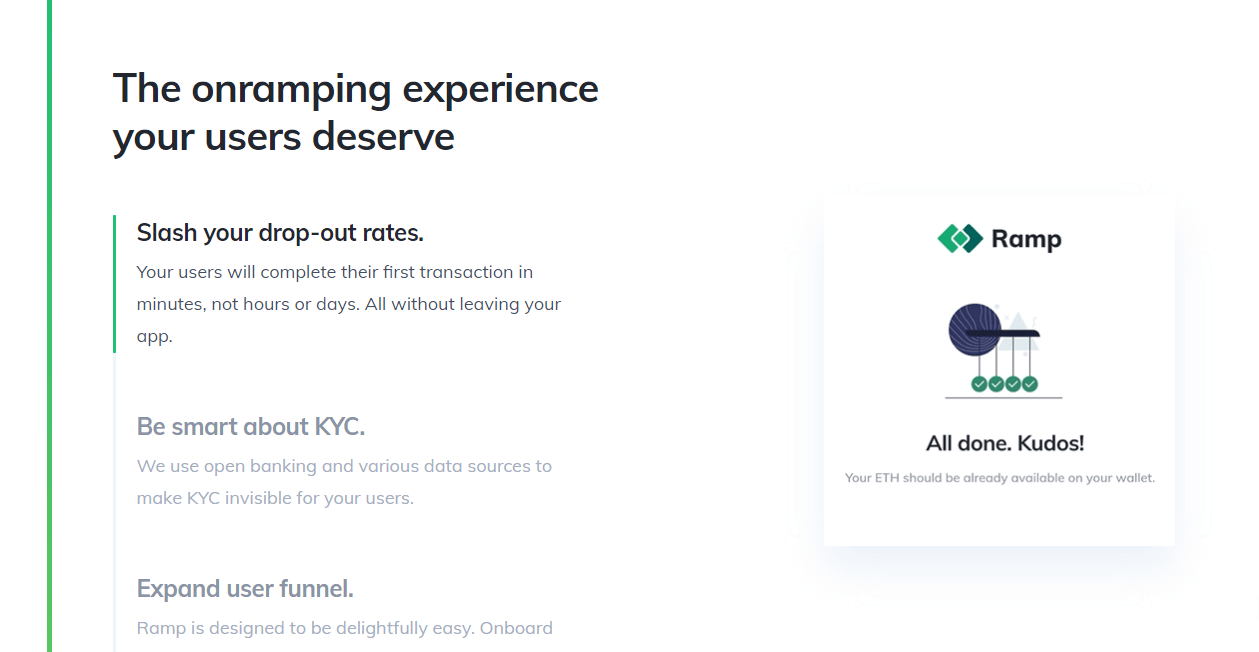 The onramping experience
your users deserve
Slash your drop-out rates.
Your users will complete their first transaction in
minutes, not hours or days. All without leaving your
app.
Be smart about KYC.
We use open banking and various data sources to
make KYC invisible for your users.
Expand user funnel.
Ramp is designed to be delightfully easy. Onboard
Ramp
All done. Kudos!
Your ETH should be already available on your wallet.